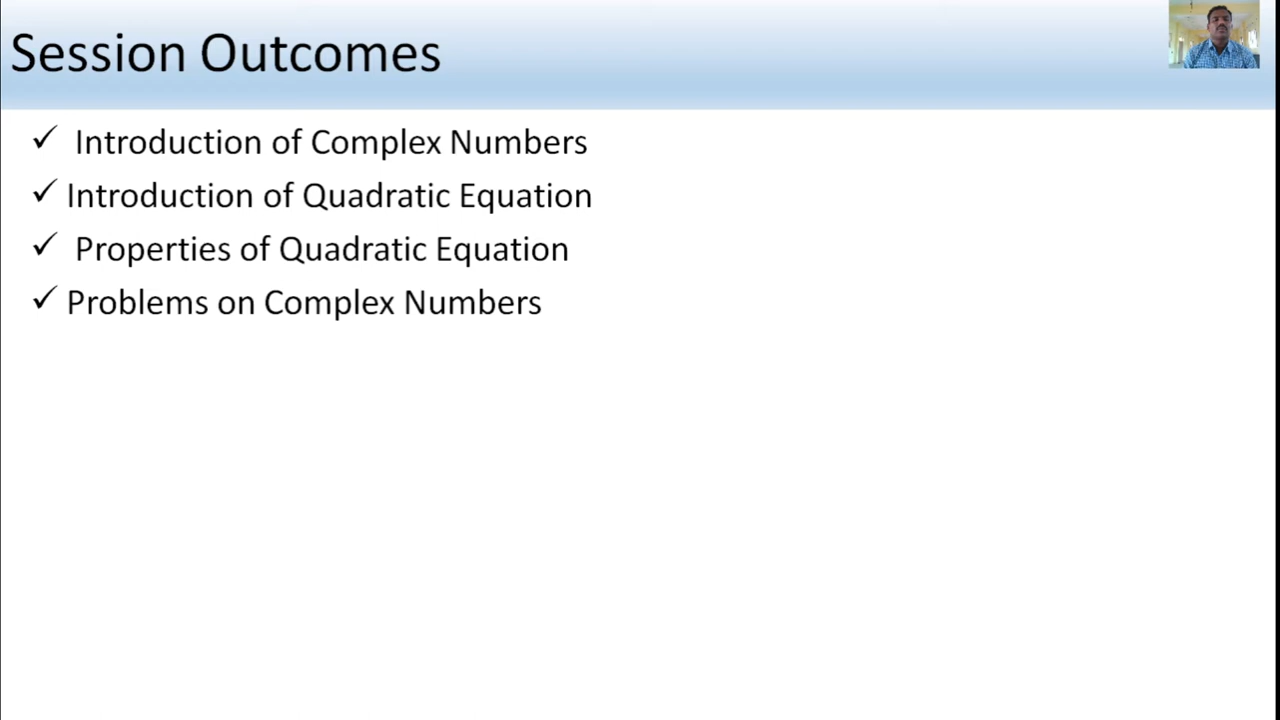 Session Outcomes
✓ Introduction of Complex Numbers
✓ Introduction of Quadratic Equation
✓ Properties of Quadratic Equation
✓ Problems on Complex Numbers